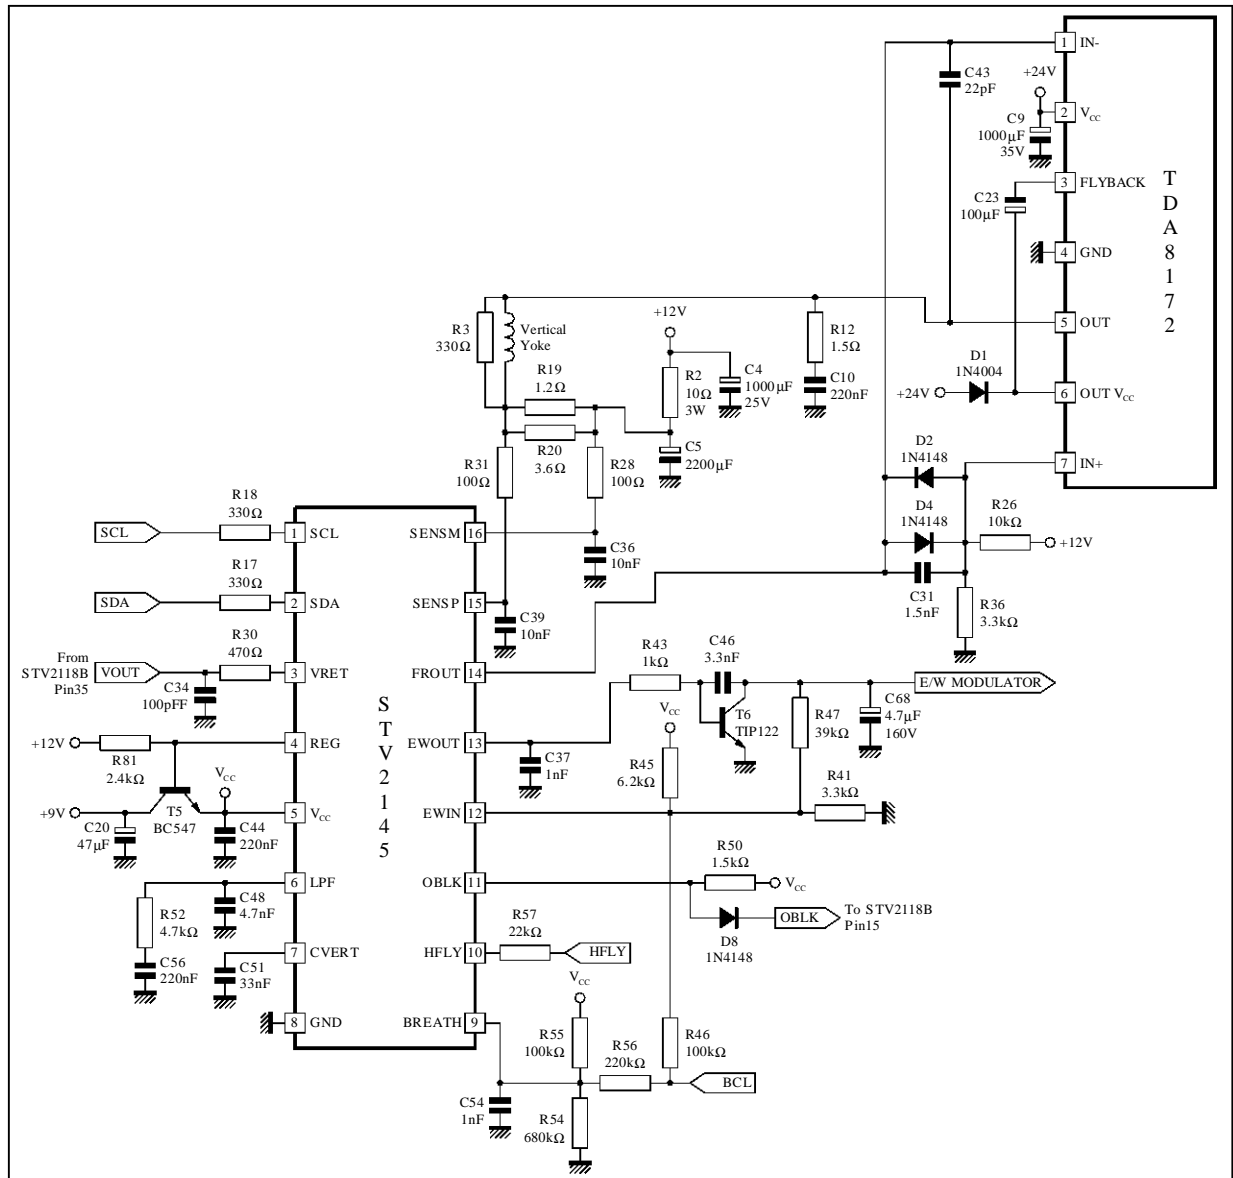 1 IN-
C43
22pF
+24V
2 VCC
C9
1000µF
35V
3 FLYBACK
C23
100µF
4 GND
TDA8172
5 OUT
R3
330Ω
Vertical
Yoke
+12V
R12
1.5Ω
R19
1.2Ω
R2
10Ω
3W
C4
1000µF
25V
C10
220nF
D1
1N4004
+24V
6 OUT VCC
R20
3.6Ω
C5
2200µF
D2
1N4148
7 IN+
R31
100Ω
R28
100Ω
D4
1N4148
R26
10kΩ
+12V
R18
330Ω
SCL
1 SCL
SENSM 16
C36
10nF
R17
330Ω
SDA
2 SDA
SENSP 15
C39
10nF
C31
1.5nF
R36
3.3kΩ
From
STV2118B
Pin35
VOUT
R30
470Ω
C34
100pFF
3 VRET
FROUT 14
R43
1kΩ
C46
3.3nF
E/W MODULATOR
STV2145
VCC
T6
TIP122
R47
39kΩ
C68
4.7µF
160V
+12V
R81
2.4kΩ
4 REG
EWOUT 13
C37
1nF
R45
6.2kΩ
R41
3.3kΩ
VCC
+9V
C20
47µF
T5
BC547
C44
220nF
5 VCC
EWIN 12
R50
1.5kΩ
VCC
6 LPF
OBLK 11
R52
4.7kΩ
C48
4.7nF
D8
1N4148
OBLK
To STV2118B
Pin15
R57
22kΩ
7 CVERT
HFLY 10
HFLY
C56
220nF
C51
33nF
VCC
8 GND
BREATH 9
R55
100kΩ
R56
220kΩ
R46
100kΩ
BCL
C54
1nF
R54
680kΩ